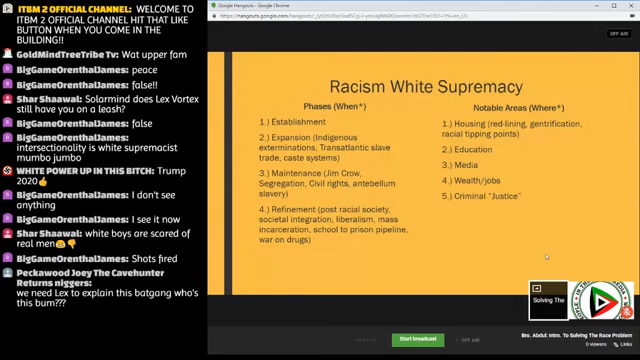 ITBM 2 OFFICIAL CHANNEL: WELCOME TO
ITBM 2 OFFICIAL CHANNEL HIT THAT LIKE
BUTTON WHEN YOU COME IN THE
BUILDING!!
GoldMindTreeTribe Tv: Wat upper fam
BigGameOrenthalJames: peace
BigGameOrenthalJames: false!!
Shar Shaawal: Solarmind does Lex Vortex
still have you on a leash?
BigGameOrenthalJames: false
BigGameOrenthalJames:
intersectionality is white supremacist
mumbo jumbo
WHITE POWER UP IN THIS BITCH: Trump
2020👍
BigGameOrenthalJames: I don't see
anything
BigGameOrenthalJames: I see it now
Shar Shaawal: white boys are scared of
real men
BigGameOrenthalJames: Shots fired
Peckawood Joey The Cavehunter
Returns niggers:
we need Lex to explain this batgang who's
this bum???
Google Hangouts - Google Chrome
https://hangouts.google.com/hangouts/
OFF AIR
Racism White Supremacy
Phases (When*)
1.) Establishment
2.) Expansion (Indigenous
exterminations, Transatlantic slave
trade, caste systems)
3.) Maintenance (Jim Crow,
Segregation, Civil rights, antebellum
slavery)
4.) Refinement (post racial society,
societal integration, liberalism, mass
incarceration, school to prison pipeline,
war on drugs)
Notable Areas (Where*)
1.) Housing (red-lining, gentrification,
racial tipping points)
2.) Education
3.) Media
4.) Wealth/jobs
5.) Criminal “Justice”
Solving The
Start broadcast
OFF AIR
Bro. Abdul: Intro. To Solving The Race Problem
0 viewers
Links